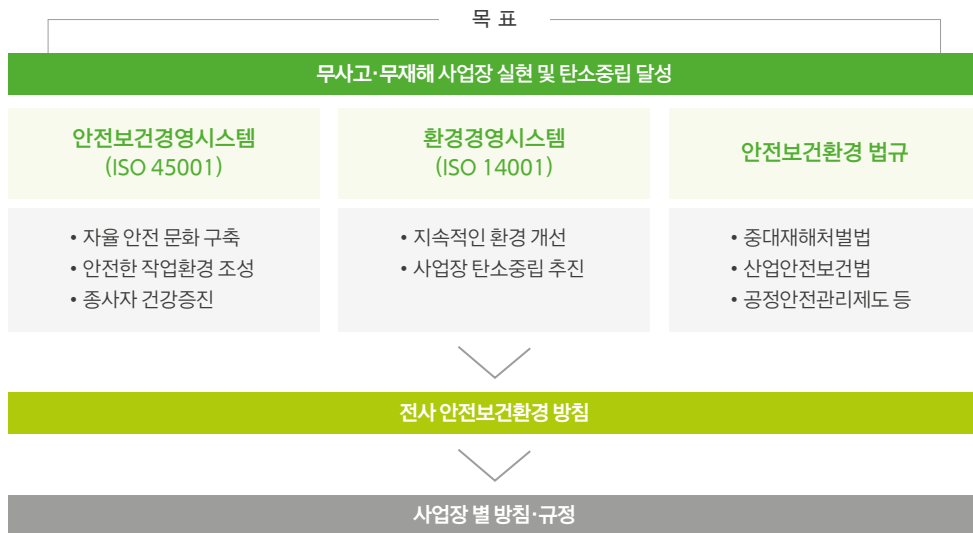 목 표
무사고·무재해 사업장 실현 및 탄소중립 달성
안전보건경영시스템
(ISO 45001)
• 자율 안전 문화 구축
• 안전한 작업환경 조성
• 종사자 건강증진
환경경영시스템
(ISO 14001)
• 지속적인 환경 개선
• 사업장 탄소중립 추진
안전보건환경 법규
• 중대재해처벌법
• 산업안전보건법
• 공정안전관리제도 등
전사 안전보건환경 방침
사업장 별 방침·규정